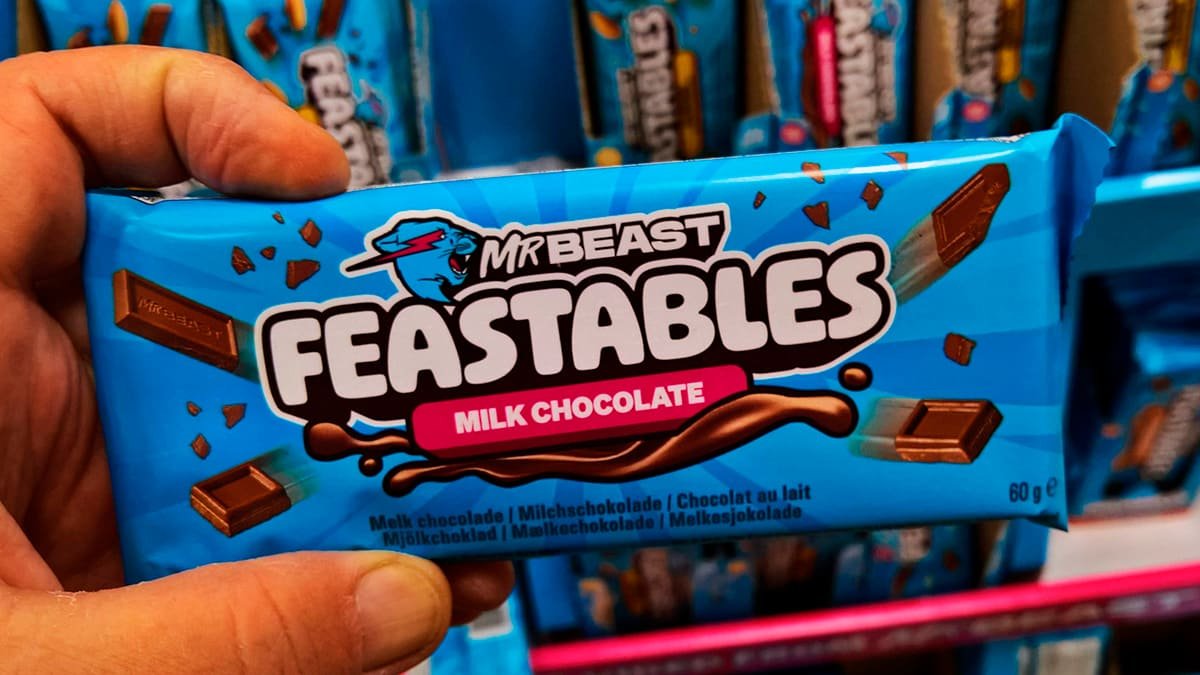 MRBEAST
FEASTABLES
MILK CHOCOLATE
MRBEAST
Melk chocolade | Milchschokolade | Chocolat au lait
Mjölkchoklad | Mælkechokolade | Melkesjokolade
60 g e